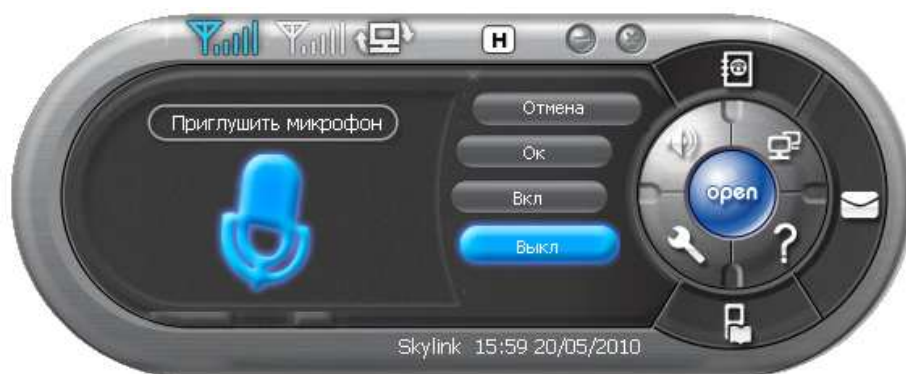 H
Приглушить микрофон
Отмена
Ок
Вкл
Выкл
open
?
Skylink 15:59 20/05/2010